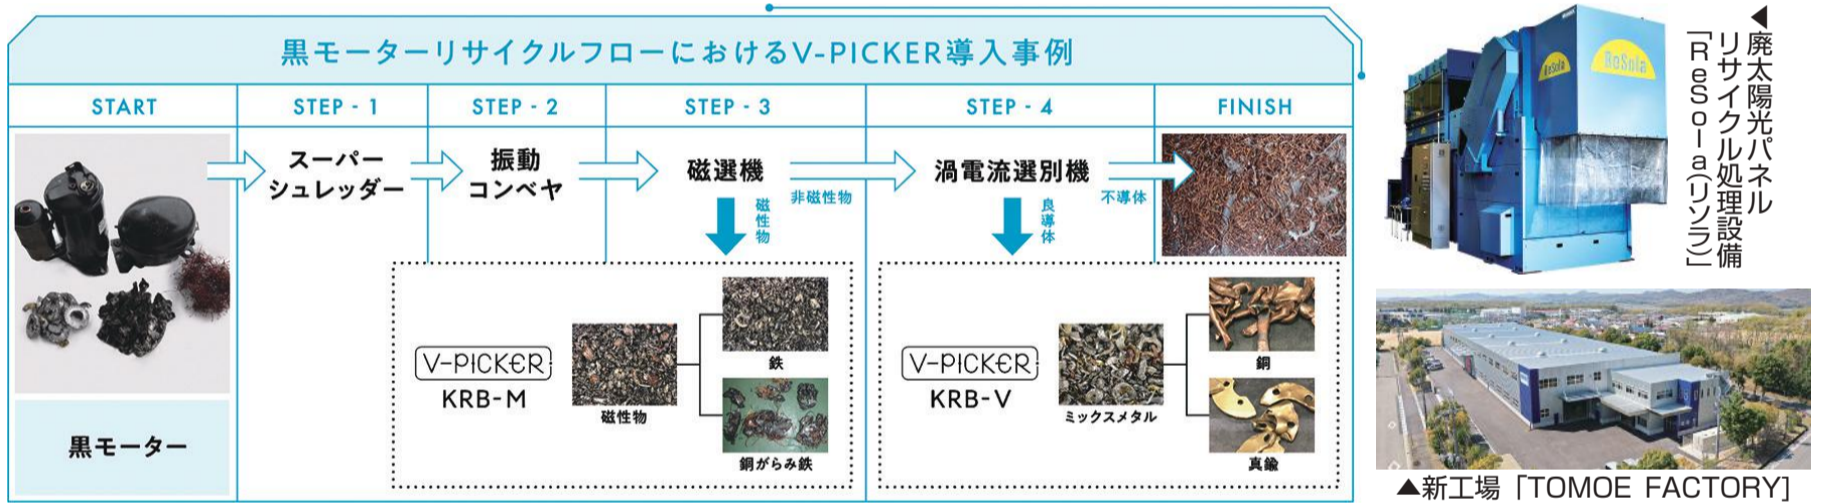 黒モーターリサイクルフローにおけるV-PICKER導入事例
START
STEP - 1
STEP - 2
STEP - 3
STEP - 4
FINISH
スーパー
シュレッダー
振動
コンベヤ
磁選機
非磁性物
磁性物
渦電流選別機
不導体
良導体
黒モーター
V-PICKER
KRB-M
磁性物
鉄
銅がらみ鉄
V-PICKER
KRB-V
ミックスメタル
銅
真鍮
ReSola
ReSola
◀廃太陽光パネル
リサイクル処理設備
「ReSola(リソラ)」
▲新工場「TOMOE FACTORY」